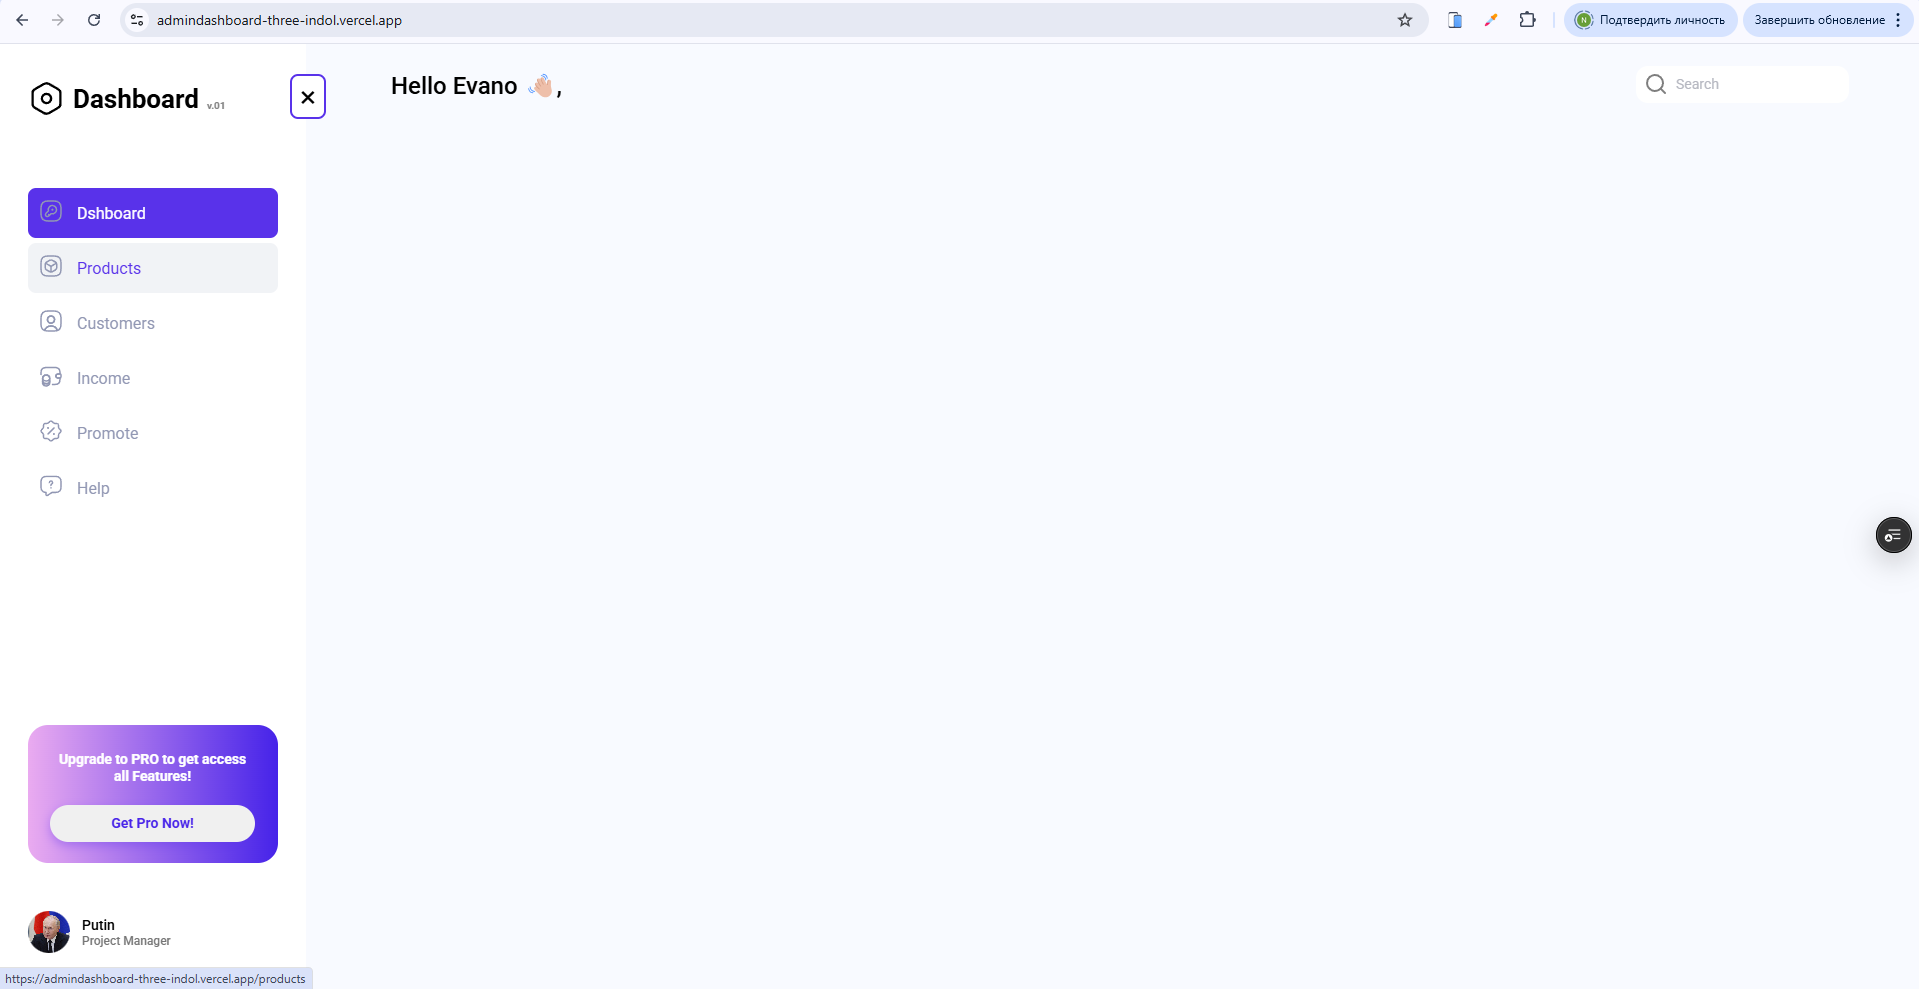 admindashboard-three-indol.vercel.app
N
Подтвердить личность
Завершить обновление
Dashboard v.01
Hello Evano 👋🏼,
Search
Dshboard
Products
Customers
Income
Promote
Help
Upgrade to PRO to get access
all Features!
Get Pro Now!
Putin
Project Manager
https://admindashboard-three-indol.vercel.app/products